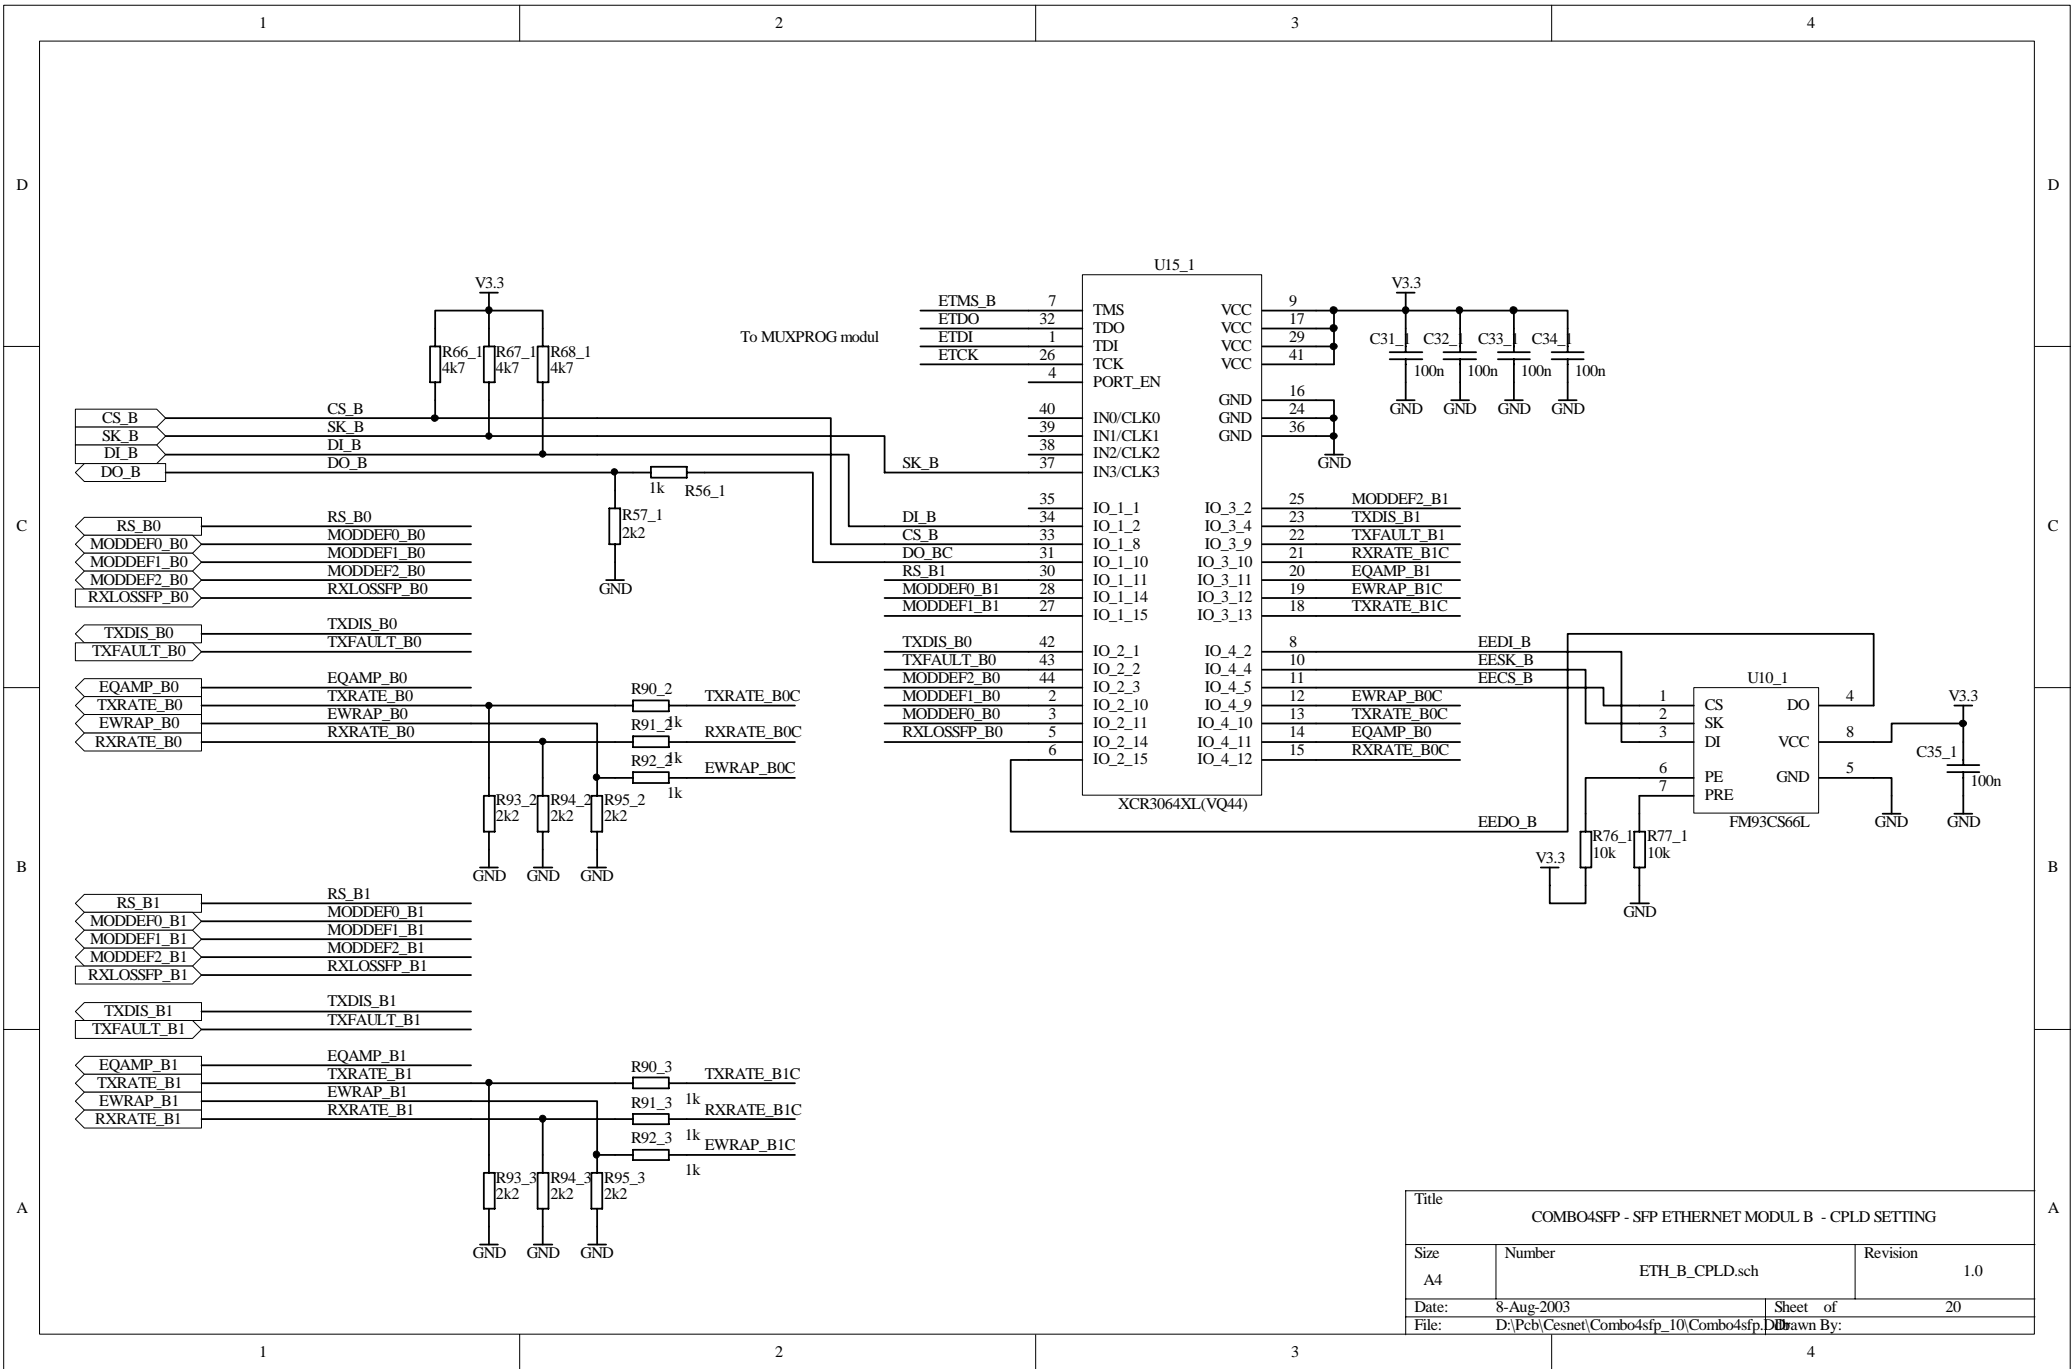 1 2 3 4
D D
C C
B B
A A
V3.3
R66_1 R67_1 R68_1
4k7 4k7 4k7
CS_B CS_B
SK_B SK_B
DI_B DI_B
DO_B DO_B
1k R56_1
R57_1
2k2
GND
RS_B0 RS_B0
MODDEF0_B0 MODDEF0_B0
MODDEF1_B0 MODDEF1_B0
MODDEF2_B0 MODDEF2_B0
RXLOSSFP_B0 RXLOSSFP_B0
TXDIS_B0 TXDIS_B0
TXFAULT_B0 TXFAULT_B0
EQAMP_B0 EQAMP_B0
TXRATE_B0 TXRATE_B0 R90_2 TXRATE_B0C
EWRAP_B0 EWRAP_B0 1k
RXRATE_B0 RXRATE_B0 R91_2 RXRATE_B0C
1k
R92_2 EWRAP_B0C
1k
R93_2 R94_2 R95_2
2k2 2k2 2k2
GND GND GND
RS_B1 RS_B1
MODDEF0_B1 MODDEF0_B1
MODDEF1_B1 MODDEF1_B1
MODDEF2_B1 MODDEF2_B1
RXLOSSFP_B1 RXLOSSFP_B1
TXDIS_B1 TXDIS_B1
TXFAULT_B1 TXFAULT_B1
EQAMP_B1 EQAMP_B1
TXRATE_B1 TXRATE_B1 R90_3 TXRATE_B1C
EWRAP_B1 EWRAP_B1 1k
RXRATE_B1 RXRATE_B1 R91_3 RXRATE_B1C
1k
R92_3 EWRAP_B1C
1k
R93_3 R94_3 R95_3
2k2 2k2 2k2
GND GND GND
To MUXPROG modul
U15_1
ETMS_B 7 TMS VCC 9
ETDO 32 TDO VCC 17
ETDI 1 TDI VCC 29
ETCK 26 TCK VCC 41
4 PORT_EN
GND 16
40 IN0/CLK0 GND 24
39 IN1/CLK1 GND 36
38 IN2/CLK2
SK_B 37 IN3/CLK3
GND
35 IO_1_1 IO_3_2 25 MODDEF2_B1
DI_B 34 IO_1_2 IO_3_4 23 TXDIS_B1
CS_B 33 IO_1_8 IO_3_9 22 TXFAULT_B1
DO_BC 31 IO_1_10 IO_3_10 21 RXRATE_B1C
RS_B1 30 IO_1_11 IO_3_11 20 EQAMP_B1
MODDEF0_B1 28 IO_1_14 IO_3_12 19 EWRAP_B1C
MODDEF1_B1 27 IO_1_15 IO_3_13 18 TXRATE_B1C
TXDIS_B0 42 IO_2_1 IO_4_2 8 EEDI_B
TXFAULT_B0 43 IO_2_2 IO_4_4 10 EESK_B
MODDEF2_B0 44 IO_2_3 IO_4_5 11 EECS_B
MODDEF1_B0 2 IO_2_10 IO_4_9 12 EWRAP_B0C
MODDEF0_B0 3 IO_2_11 IO_4_10 13 TXRATE_B0C
RXLOSSFP_B0 5 IO_2_14 IO_4_11 14 EQAMP_B0
6 IO_2_15 IO_4_12 15 RXRATE_B0C
XCR3064XL(VQ44)
EEDO_B
V3.3
C31_1 C32_1 C33_1 C34_1
100n 100n 100n 100n
GND GND GND GND
U10_1
1 CS DO 4
2 SK
3 DI VCC 8
6 PE GND 5
7 PRE
FM93CS66L
V3.3
C35_1
100n
GND GND
R76_1 R77_1
10k 10k
V3.3
GND
Title
COMBO4SFP - SFP ETHERNET MODUL B - CPLD SETTING
Size Number Revision
A4 ETH_B_CPLD.sch 1.0
Date: 8-Aug-2003 Sheet of 20
File: D:\Pcb\Cesnet\Combo4sfp_10\Combo4sfp.Ddb Drawn By:
1 2 3 4